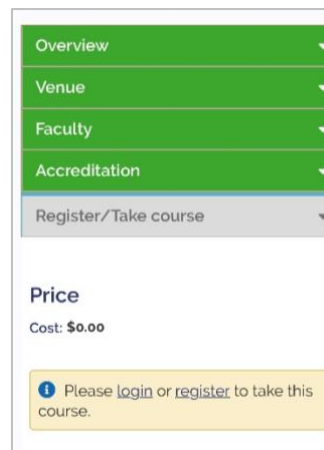 Overview
Venue
Faculty
Accreditation
Register/Take course
Price
Cost: $0.00
Please login or register to take this
course.